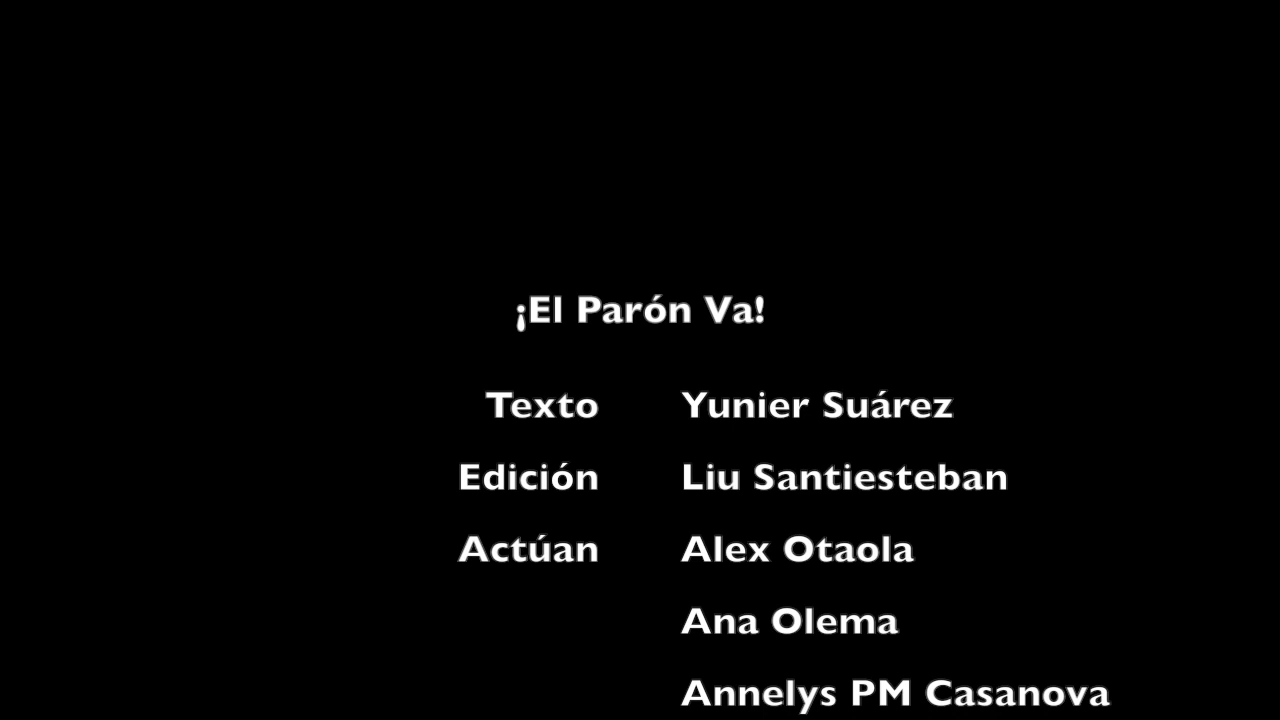 ¡El Parón Va!
Texto Yunier Suárez
Edición Liu Santiesteban
Actúan Alex Otaola
Ana Olema
Annelys PM Casanova